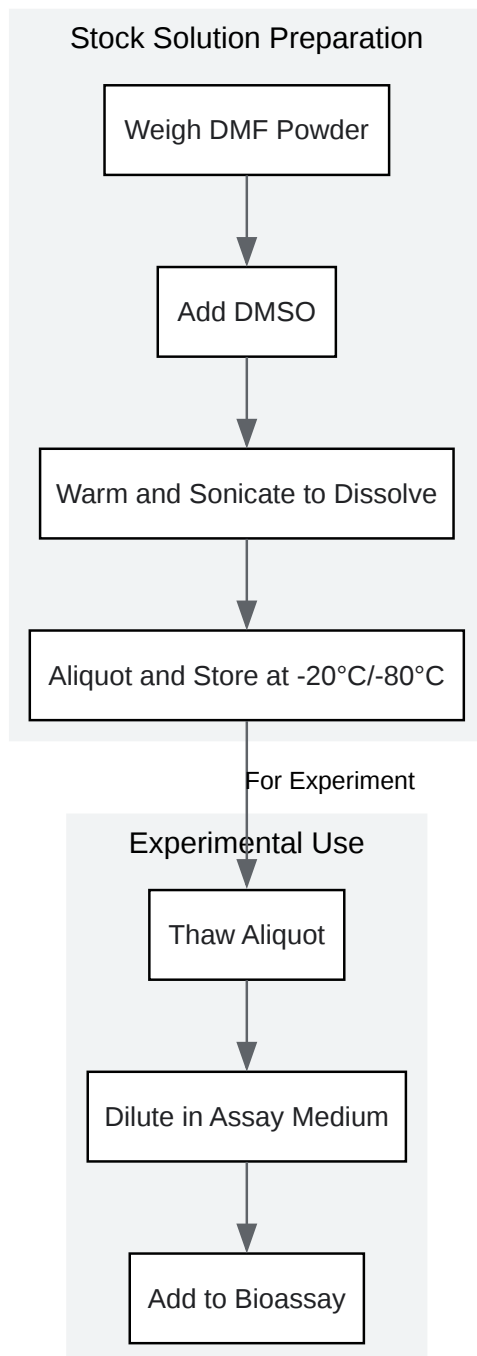 Stock Solution Preparation
Weigh DMF Powder
Add DMSO
Warm and Sonicate to Dissolve
Aliquot and Store at -20°C/-80°C
For Experiment
Experimental Use
Thaw Aliquot
Dilute in Assay Medium
Add to Bioassay